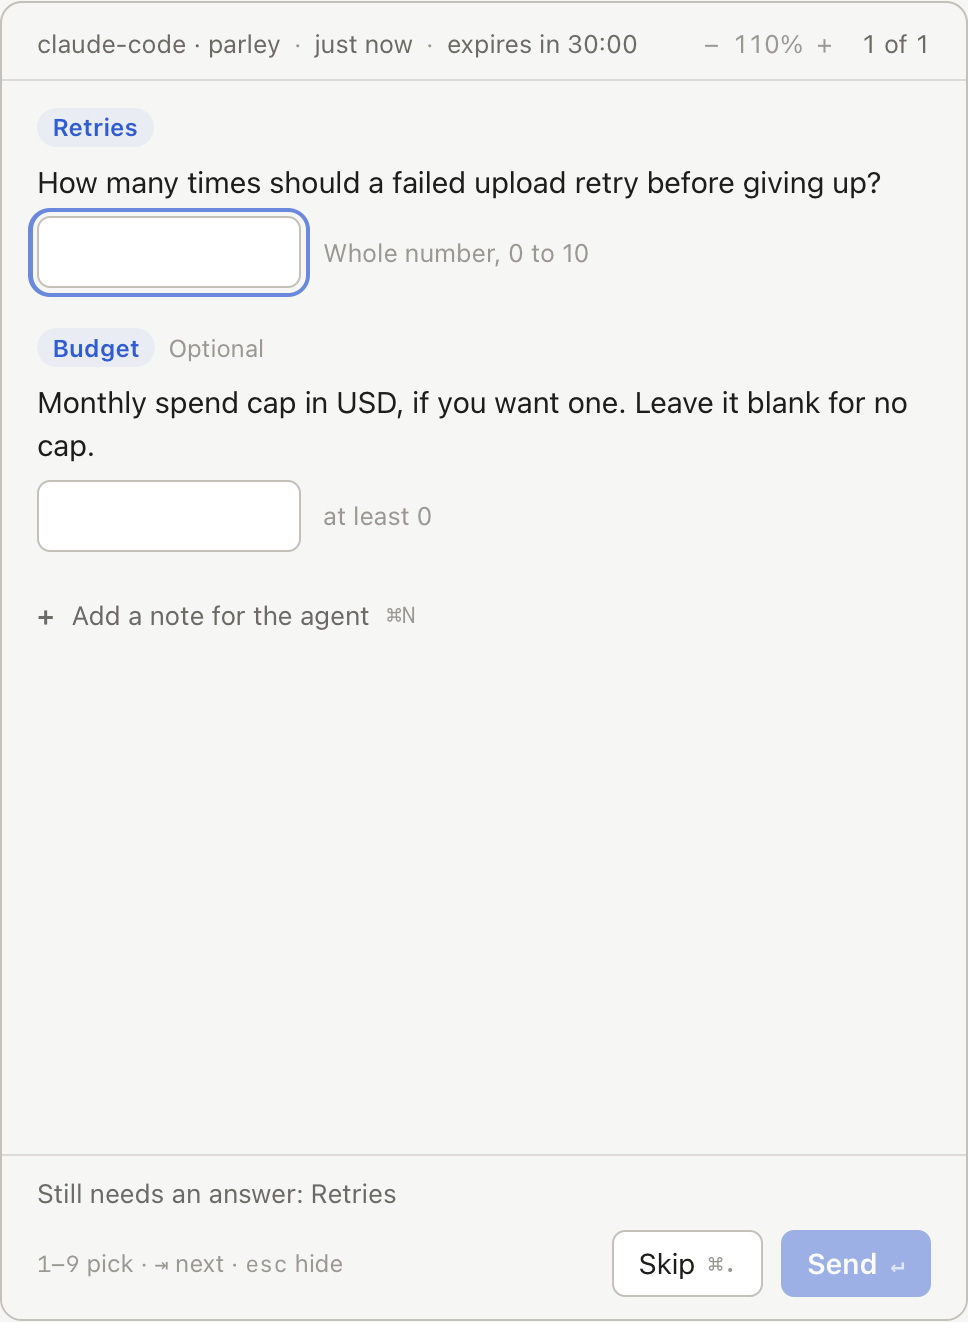 claude-code · parley · just now · expires in 30:00 − 110% + 1 of 1
Retries
How many times should a failed upload retry before giving up?
Whole number, 0 to 10
Budget Optional
Monthly spend cap in USD, if you want one. Leave it blank for no
cap.
at least 0
+ Add a note for the agent ⌘N
Still needs an answer: Retries
1–9 pick · ⇥ next · esc hide Skip ⌘. Send ↵